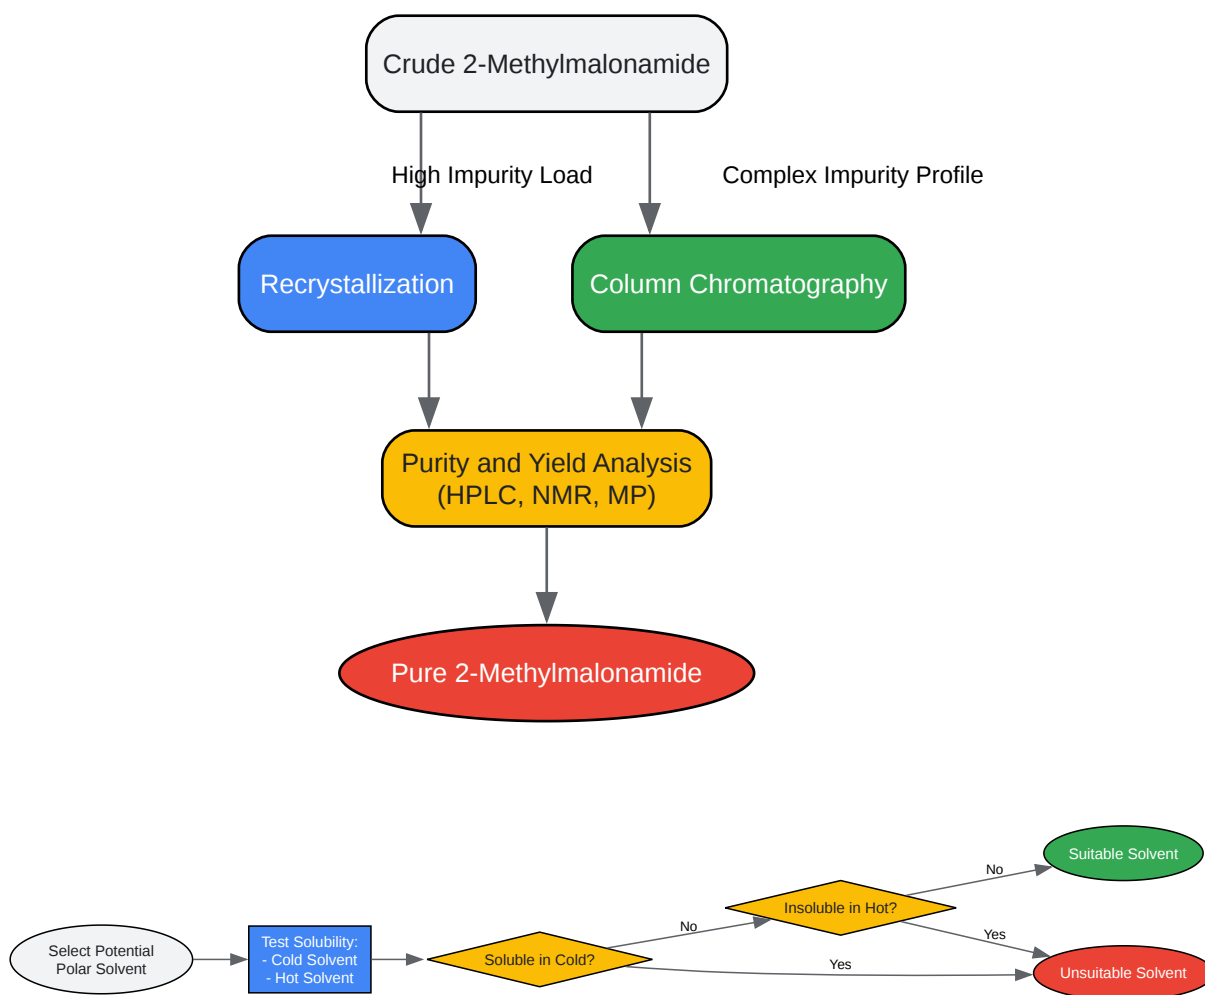 Crude 2-Methylmalonamide
High Impurity Load
Complex Impurity Profile
Recrystallization
Column Chromatography
Purity and Yield Analysis
(HPLC, NMR, MP)
Pure 2-Methylmalonamide
Select Potential
Polar Solvent
Test Solubility:
- Cold Solvent
- Hot Solvent
Soluble in Cold?
No
Yes
Insoluble in Hot?
No
Yes
Suitable Solvent
Unsuitable Solvent